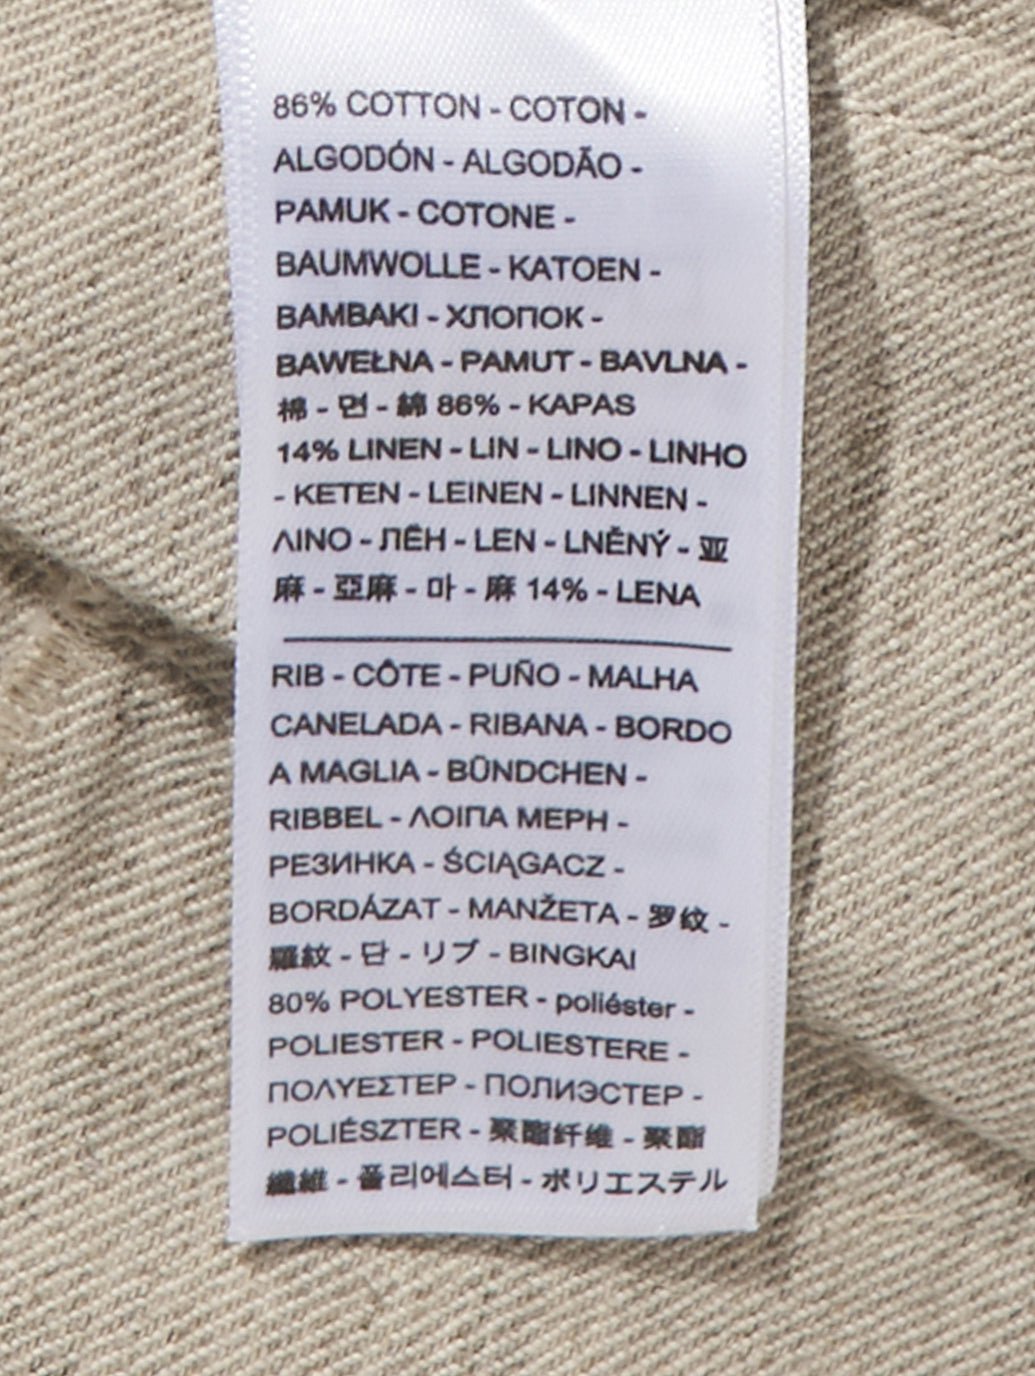 86% COTTON - COTON -
ALGODÓN - ALGODÃO -
PAMUK - COTONE -
BAUMWOLLE - KATOEN -
BAMBAKI - ХЛОПОК -
BAWEŁNA - PAMUT - BAVLNA -
棉 - 면 - 綿 86% - KAPAS
14% LINEN - LIN - LINO - LINHO
- KETEN - LEINEN - LINNEN -
ΛΙΝΟ - ЛЁН - LEN - LNĚNÝ - 亚
麻 - 亞麻 - 마 - 麻 14% - LENA
RIB - CÔTE - PUÑO - MALHA
CANELADA - RIBANA - BORDO
A MAGLIA - BÜNDCHEN -
RIBBEL - ΛΟΙΠΑ ΜΕΡΗ -
РЕЗИНКА - ŚCIĄGACZ -
BORDÁZAT - MANŽETA - 罗纹 -
羅紋 - 단 - リブ - BINGKAI
80% POLYESTER - poliéster -
POLIESTER - POLIESTERE -
ΠΟΛΥΕΣΤΕΡ - ПОЛИЭСТЕР -
POLIÉSZTER - 聚酯纤维 - 聚酯
纖維 - 폴리에스터 - ポリエステル